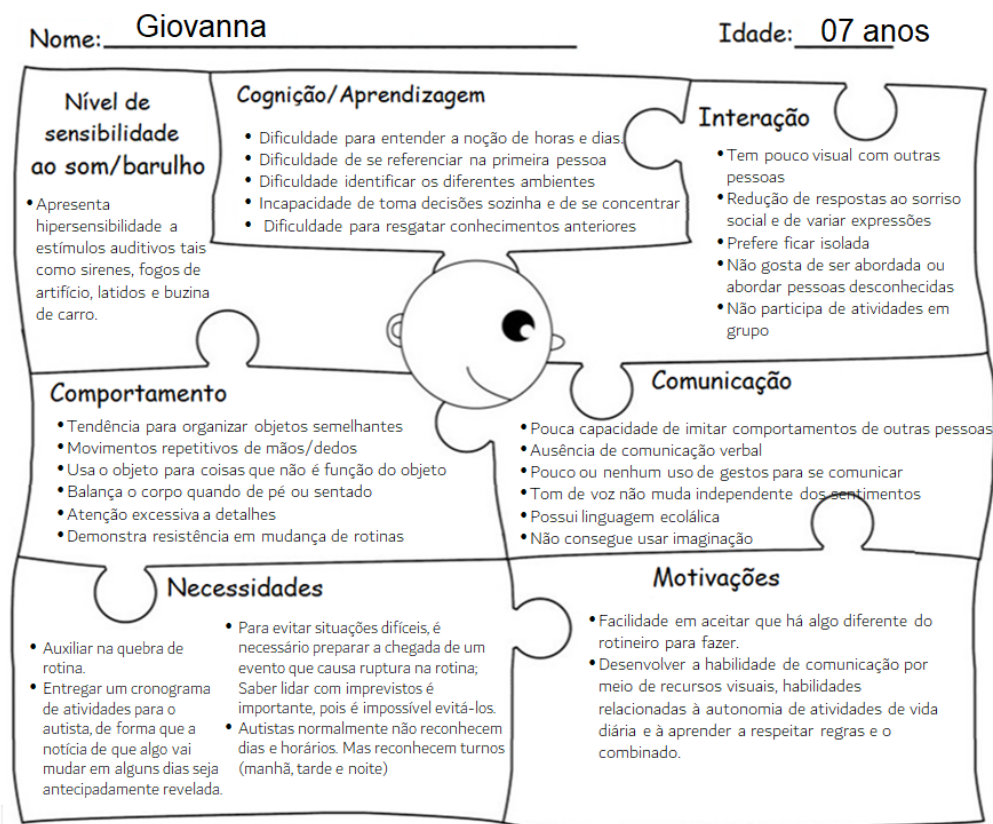 Nome: Giovanna
Idade: 07 anos
Nível de
sensibilidade
ao som/barulho
• Apresenta
hipersensibilidade a
estímulos auditivos tais
como sirenes, fogos de
artifício, latidos e buzina
de carro.
Cognição/Aprendizagem
• Dificuldade para entender a noção de horas e dias.
• Dificuldade de se referenciar na primeira pessoa
• Dificuldade identificar os diferentes ambientes
• Incapacidade de toma decisões sozinha e de se concentrar
• Dificuldade para resgatar conhecimentos anteriores
Interação
• Tem pouco visual com outras
pessoas
• Redução de respostas ao sorriso
social e de variar expressões
• Prefere ficar isolada
• Não gosta de ser abordada ou
abordar pessoas desconhecidas
• Não participa de atividades em
grupo
Comportamento
• Tendência para organizar objetos semelhantes
• Movimentos repetitivos de mãos/dedos
• Usa o objeto para coisas que não é função do objeto
• Balança o corpo quando de pé ou sentado
• Atenção excessiva a detalhes
• Demonstra resistência em mudança de rotinas
Comunicação
• Pouca capacidade de imitar comportamentos de outras pessoas
• Ausência de comunicação verbal
• Pouco ou nenhum uso de gestos para se comunicar
• Tom de voz não muda independente dos sentimentos
• Possui linguagem ecolálica
• Não consegue usar imaginação
Necessidades
• Auxiliar na quebra de
rotina.
• Entregar um cronograma
de atividades para o
autista, de forma que a
notícia de que algo vai
mudar em alguns dias seja
antecipadamente revelada.
• Para evitar situações difíceis, é
necessário preparar a chegada de um
evento que causa ruptura na rotina;
Saber lidar com imprevistos é
importante, pois é impossível evitá-los.
• Autistas normalmente não reconhecem
dias e horários. Mas reconhecem turnos
(manhã, tarde e noite)
Motivações
• Facilidade em aceitar que há algo diferente do
rotineiro para fazer.
• Desenvolver a habilidade de comunicação por
meio de recursos visuais, habilidades
relacionadas à autonomia de atividades de vida
diária e à aprender a respeitar regras e o
combinado.